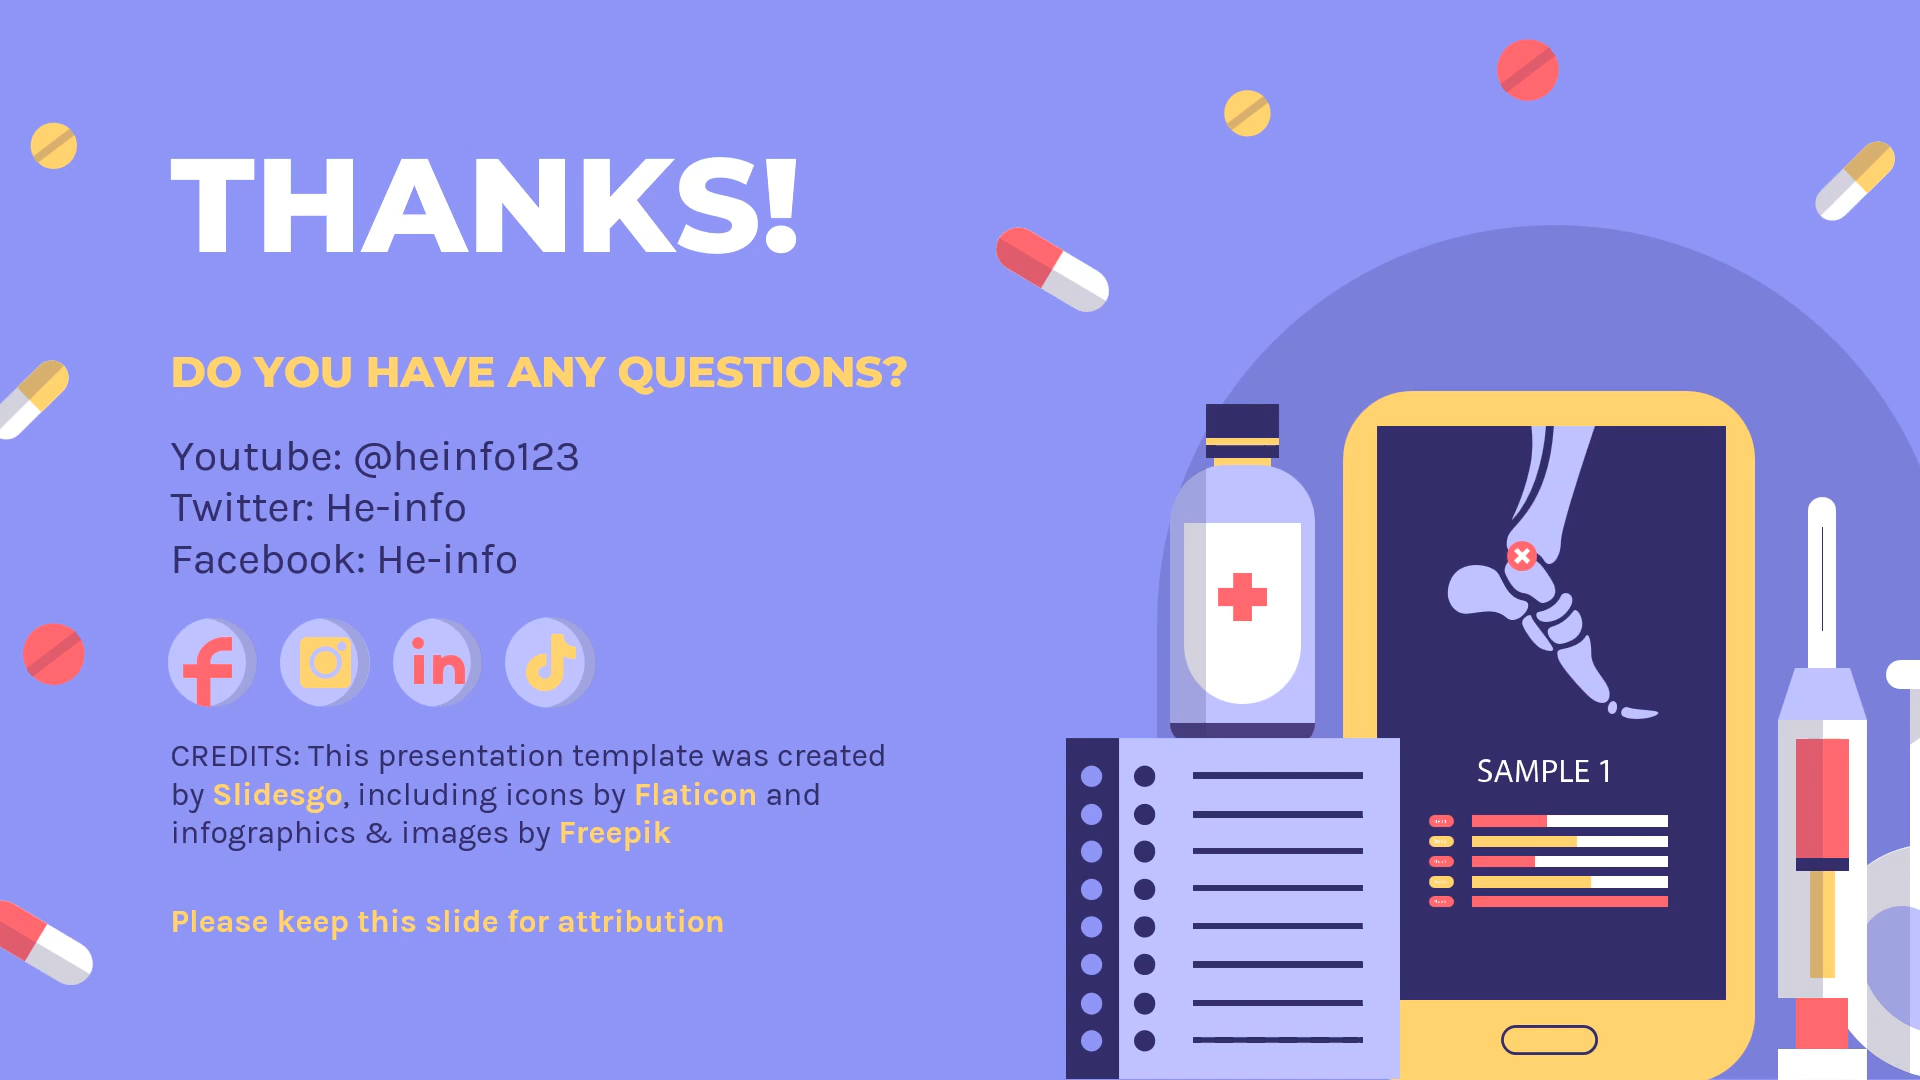 THANKS!
DO YOU HAVE ANY QUESTIONS?
Youtube: @heinfo123
Twitter: He-info
Facebook: He-info
CREDITS: This presentation template was created
by Slidesgo, including icons by Flaticon and
infographics & images by Freepik
Please keep this slide for attribution
SAMPLE 1